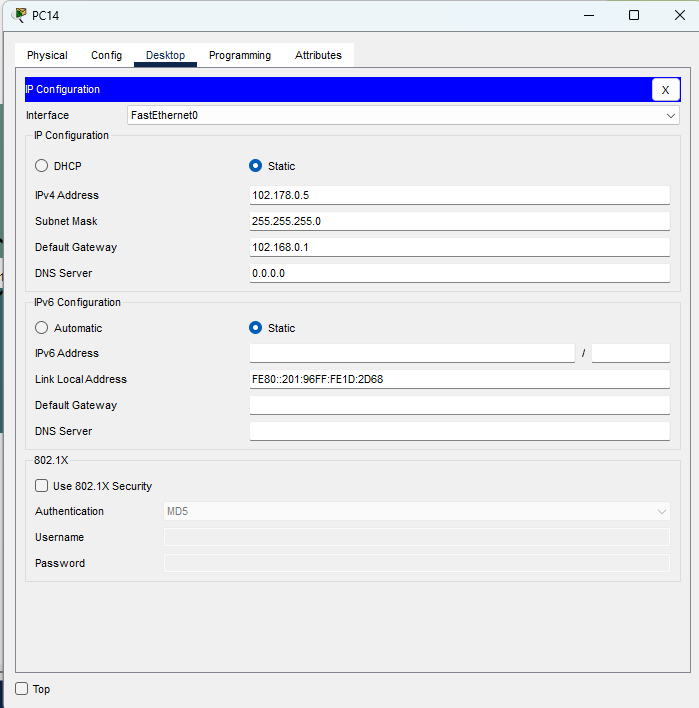 PC14
Physical Config Desktop Programming Attributes
IP Configuration X
Interface FastEthernet0
IP Configuration
DHCP Static
IPv4 Address 102.178.0.5
Subnet Mask 255.255.255.0
Default Gateway 102.168.0.1
DNS Server 0.0.0.0
IPv6 Configuration
Automatic Static
IPv6 Address /
Link Local Address FE80::201:96FF:FE1D:2D68
Default Gateway
DNS Server
802.1X
Use 802.1X Security
Authentication MD5
Username
Password
Top